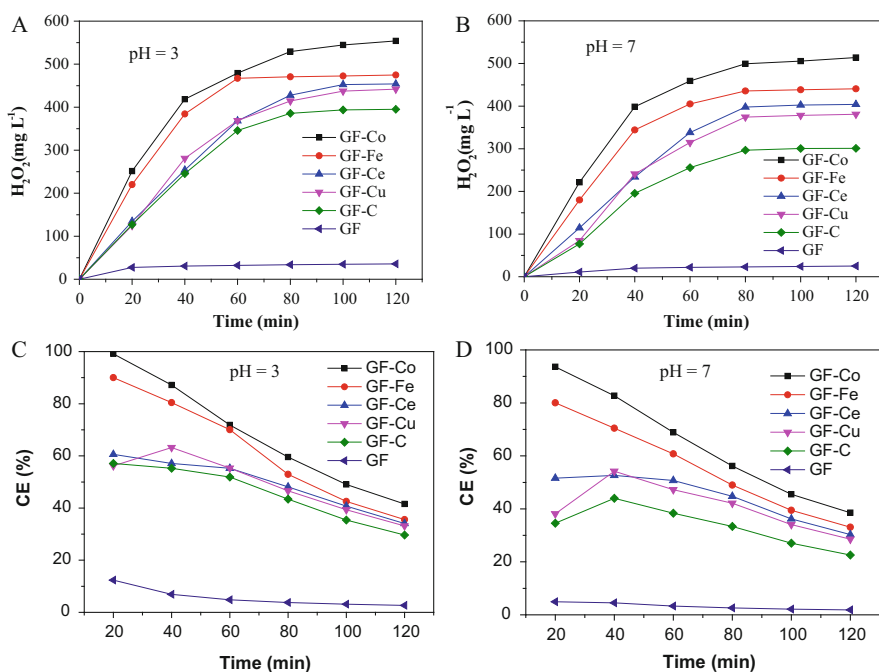 A
pH = 3
600
500
400
300
200
100
0
H₂O₂(mg L⁻¹)
GF-Co
GF-Fe
GF-Ce
GF-Cu
GF-C
GF
0 20 40 60 80 100 120
Time (min)
B
pH = 7
600
500
400
300
200
100
0
H₂O₂(mg L⁻¹)
GF-Co
GF-Fe
GF-Ce
GF-Cu
GF-C
GF
0 20 40 60 80 100 120
Time (min)
C
pH = 3
100
80
60
40
20
0
CE (%)
GF-Co
GF-Fe
GF-Ce
GF-Cu
GF-C
GF
20 40 60 80 100 120
Time (min)
D
pH = 7
100
80
60
40
20
0
CE (%)
GF-Co
GF-Fe
GF-Ce
GF-Cu
GF-C
GF
20 40 60 80 100 120
Time (min)